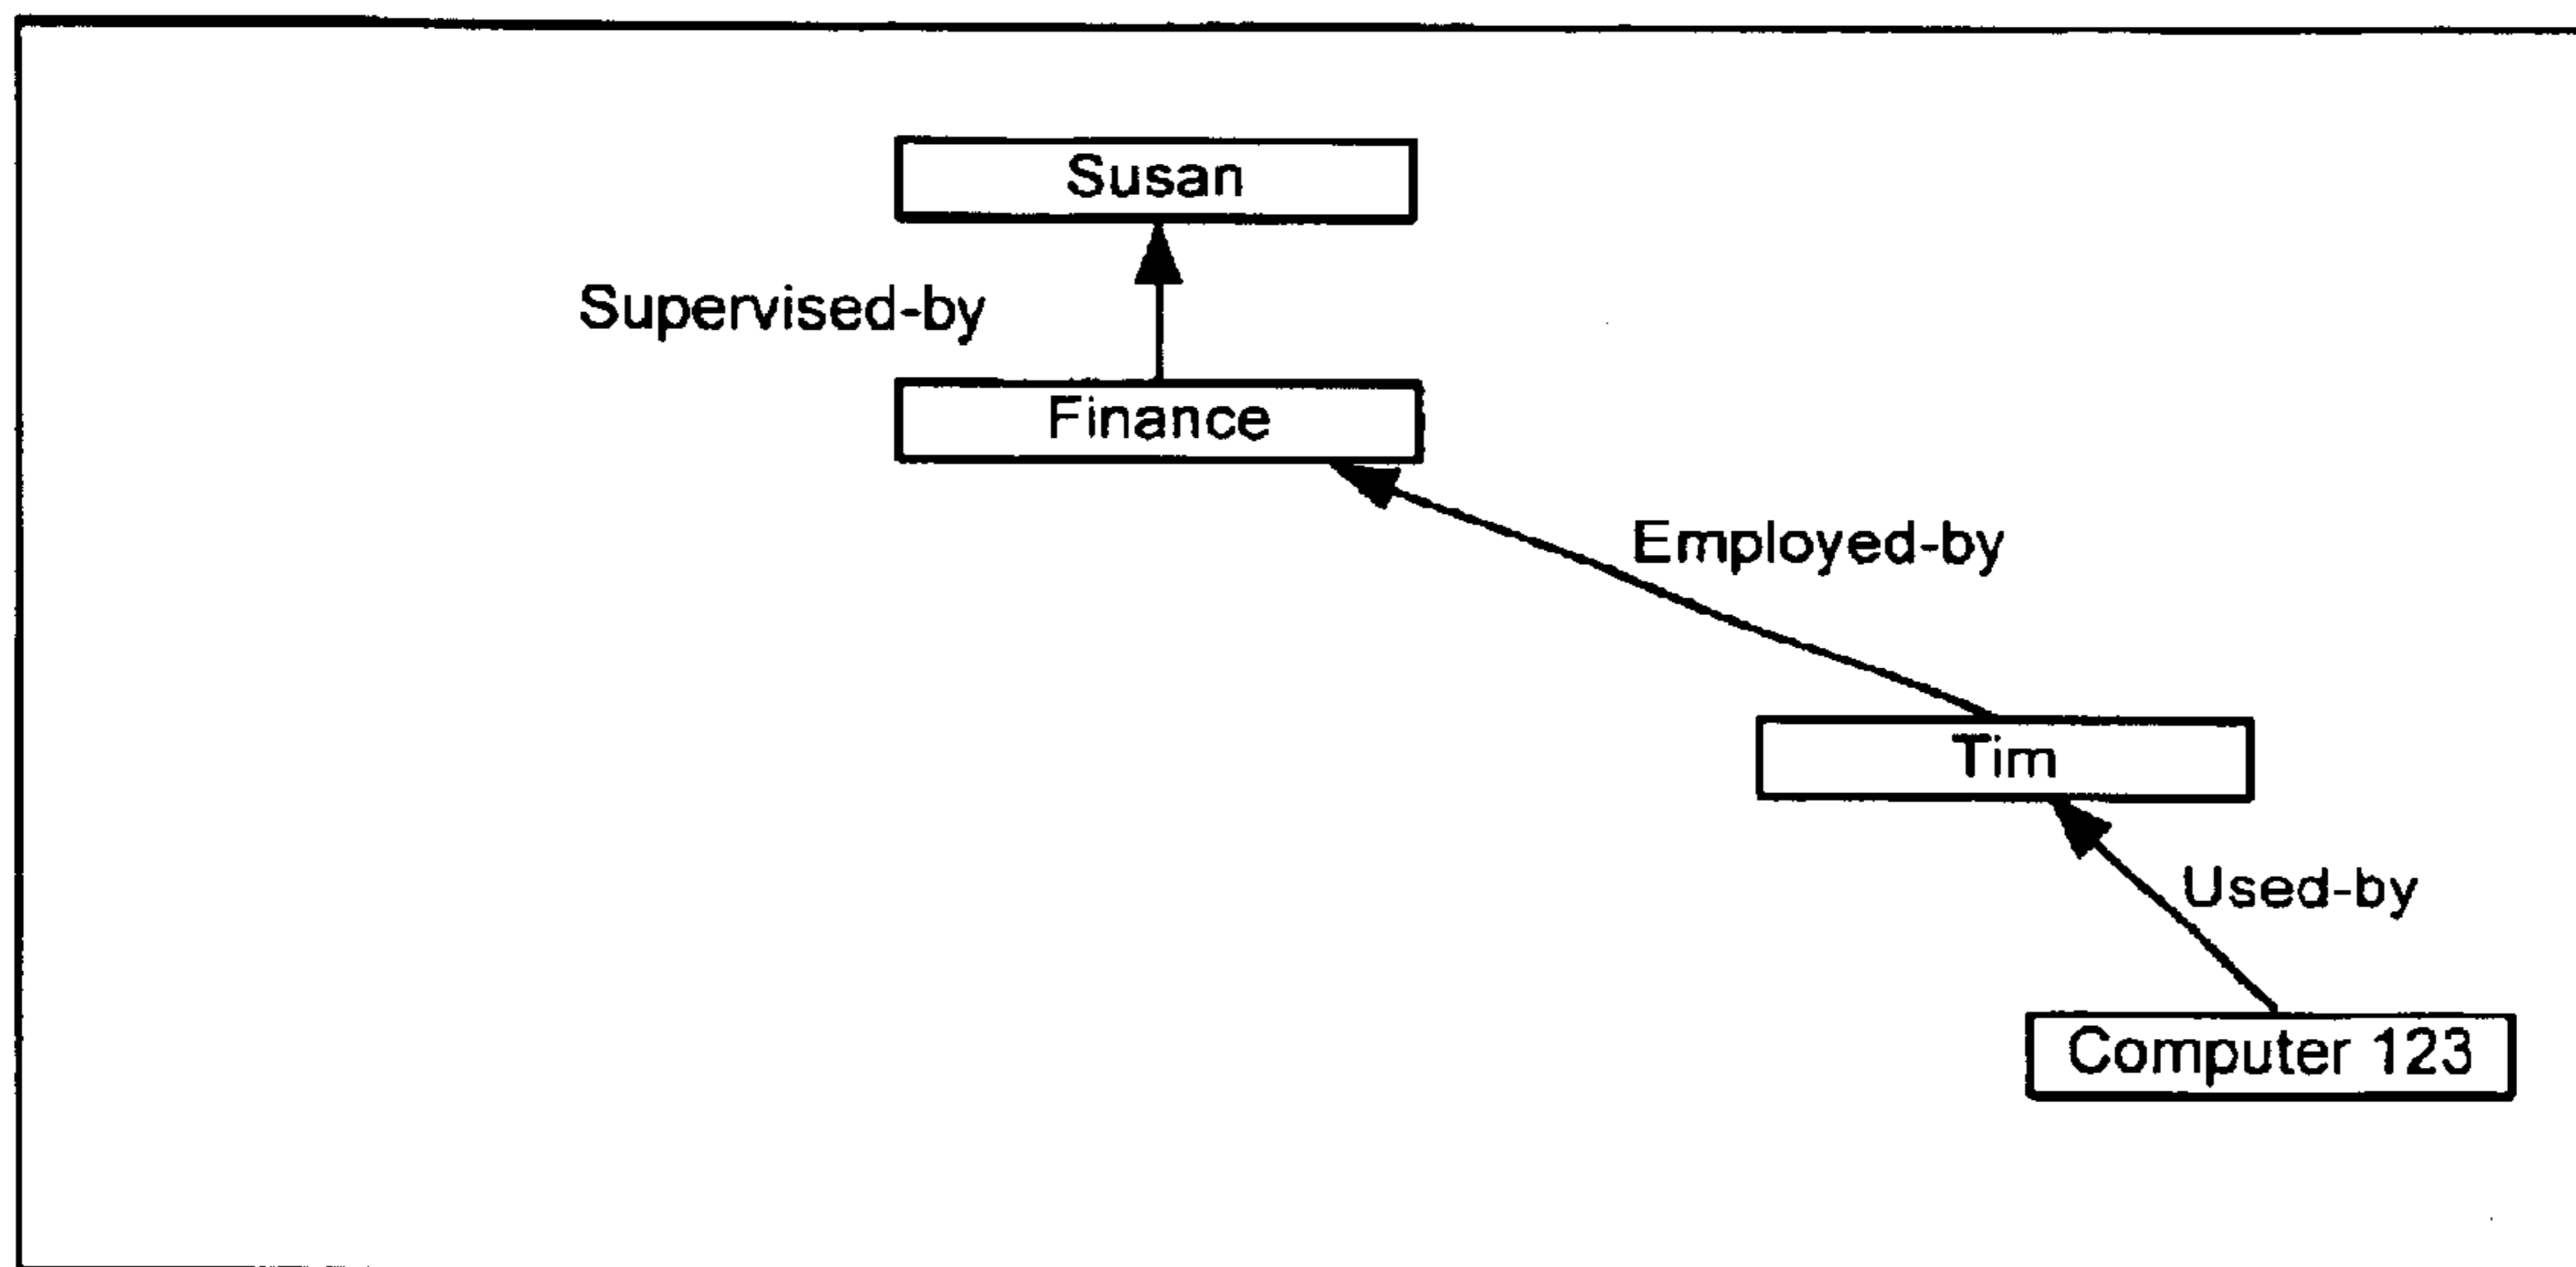 Susan
Supervised-by
Finance
Employed-by
Tim
Used-by
Computer 123